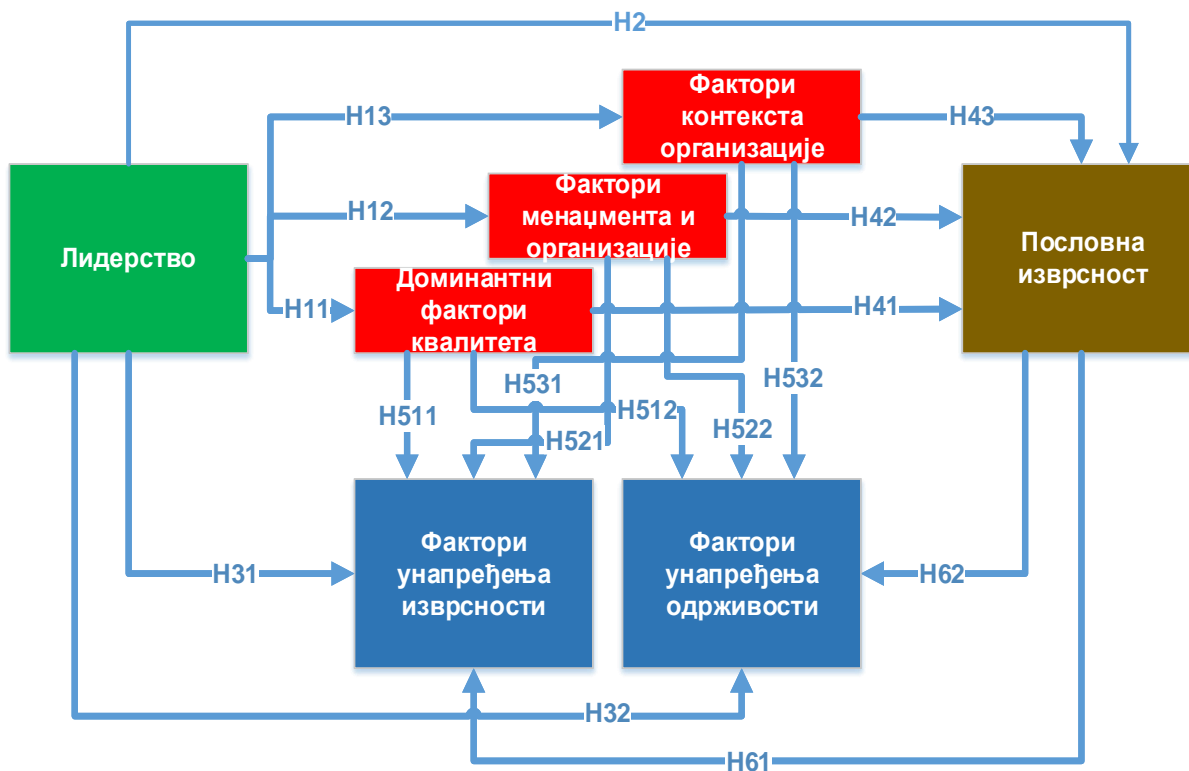 H2
Фактори
контекста
организације
H13
H43
Фактори
менаџмента и
организације
H12
H42
Лидерство
Пословна
изврсност
Доминантни
фактори
квалитета
H11
H41
H531
H532
H511
H512
H521
H522
Фактори
унапређења
изврсности
Фактори
унапређења
одрживости
H31
H62
H32
H61